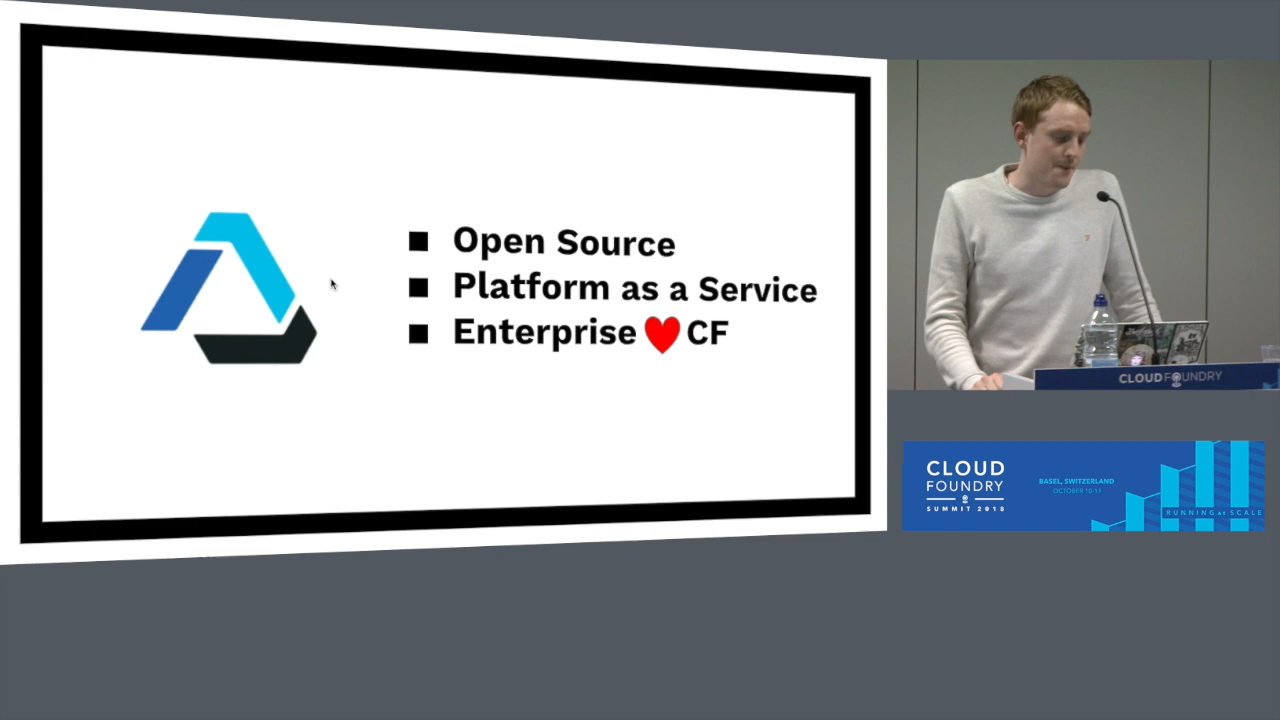 Open Source
Platform as a Service
Enterprise ❤ CF
CLOUD FOUNDRY
CLOUD
FOUNDRY
SUMMIT 2018
BASEL, SWITZERLAND
OCTOBER 10-11
RUNNING AT SCALE